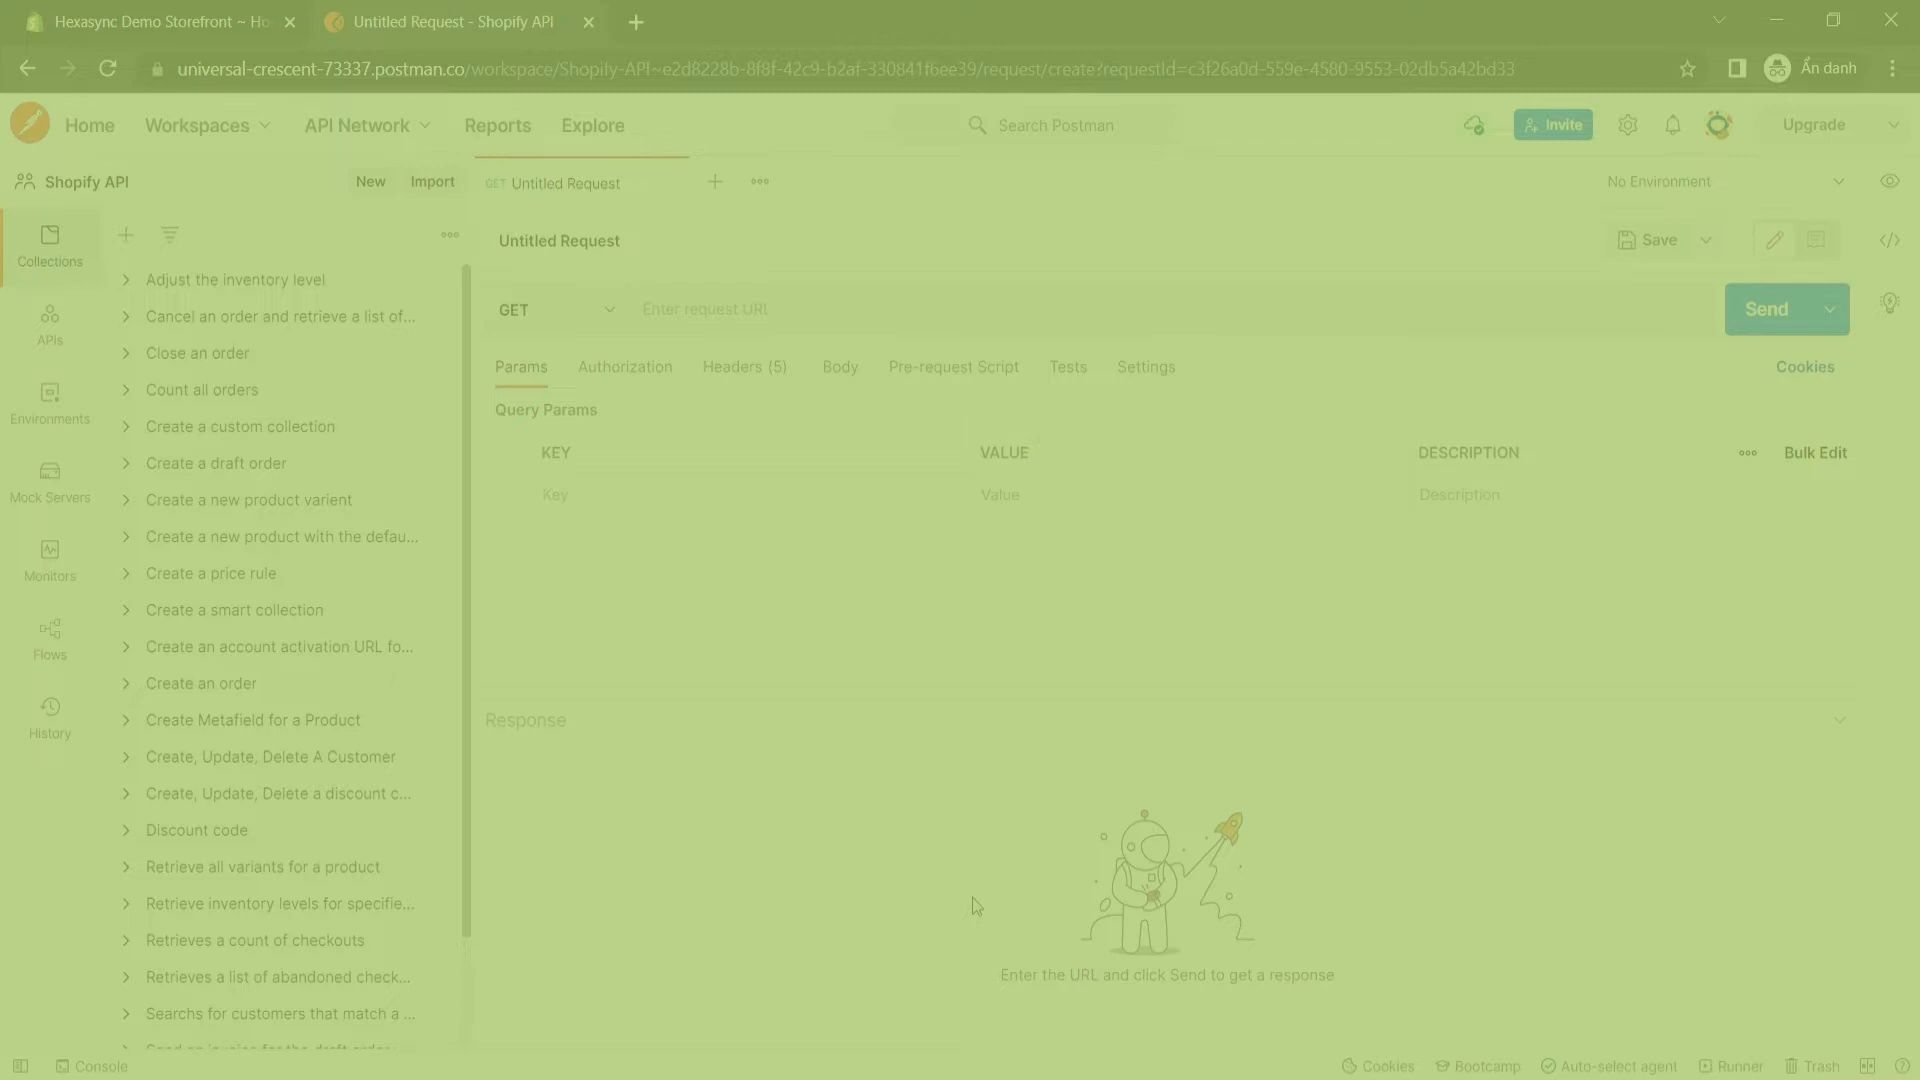 Hexasync Demo Storefront ~ Ho
Untitled Request - Shopify API
universal-crescent-73337.postman.co/workspace/Shopify-API~e2d8228b-8f8f-42c9-b2af-330841f6ee39/request/create?requestId=c3f26a0d-559e-4580-9553-02db5a42bd33
Ẩn danh
Home
Workspaces
API Network
Reports
Explore
Search Postman
Invite
Upgrade
Shopify API
New
Import
GET Untitled Request
No Environment
Untitled Request
Save
Collections
APIs
Environments
Mock Servers
Monitors
Flows
History
Adjust the inventory level
Cancel an order and retrieve a list of...
Close an order
Count all orders
Create a custom collection
Create a draft order
Create a new product varient
Create a new product with the defau...
Create a price rule
Create a smart collection
Create an account activation URL fo...
Create an order
Create Metafield for a Product
Create, Update, Delete A Customer
Create, Update, Delete a discount c...
Discount code
Retrieve all variants for a product
Retrieve inventory levels for specifie...
Retrieves a count of checkouts
Retrieves a list of abandoned check...
Searchs for customers that match a ...
Send an invoice for the draft order
GET
Enter request URL
Send
Params
Authorization
Headers (5)
Body
Pre-request Script
Tests
Settings
Cookies
Query Params
KEY
VALUE
DESCRIPTION
Bulk Edit
Key
Value
Description
Response
Enter the URL and click Send to get a response
Console
Cookies
Bootcamp
Auto-select agent
Runner
Trash